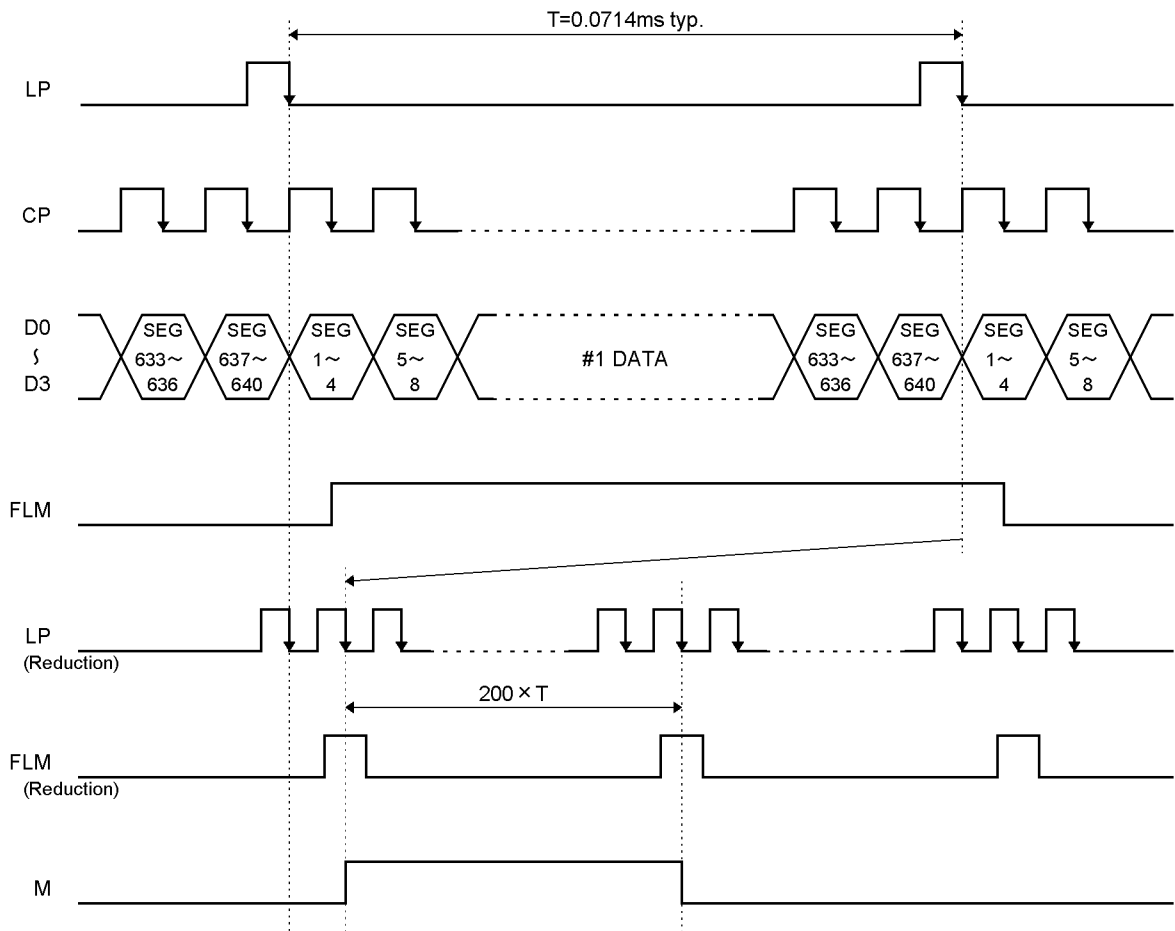 T=0.0714ms typ.
LP
CP
D0
~
D3
SEG
633~
636
SEG
637~
640
SEG
1~
4
SEG
5~
8
#1 DATA
SEG
633~
636
SEG
637~
640
SEG
1~
4
SEG
5~
8
FLM
LP
(Reduction)
200×T
FLM
(Reduction)
M